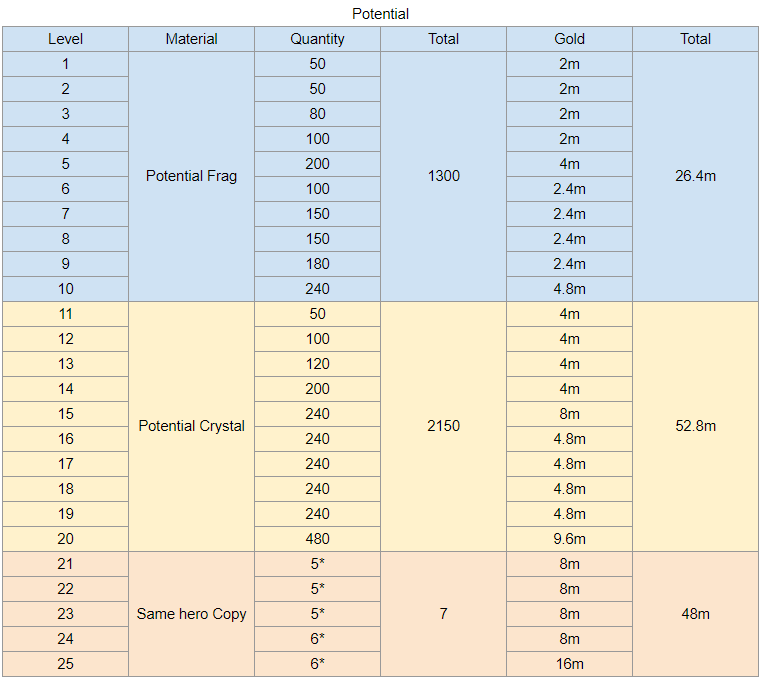 Potential
Level Material Quantity Total Gold Total
1 50 2m
2 50 2m
3 80 2m
4 100 2m
5 200 4m
Potential Frag 1300 26.4m
6 100 2.4m
7 150 2.4m
8 150 2.4m
9 180 2.4m
10 240 4.8m
11 50 4m
12 100 4m
13 120 4m
14 200 4m
15 240 8m
Potential Crystal 2150 52.8m
16 240 4.8m
17 240 4.8m
18 240 4.8m
19 240 4.8m
20 480 9.6m
21 5* 8m
22 5* 8m
23 Same hero Copy 5* 7 8m 48m
24 6* 8m
25 6* 16m